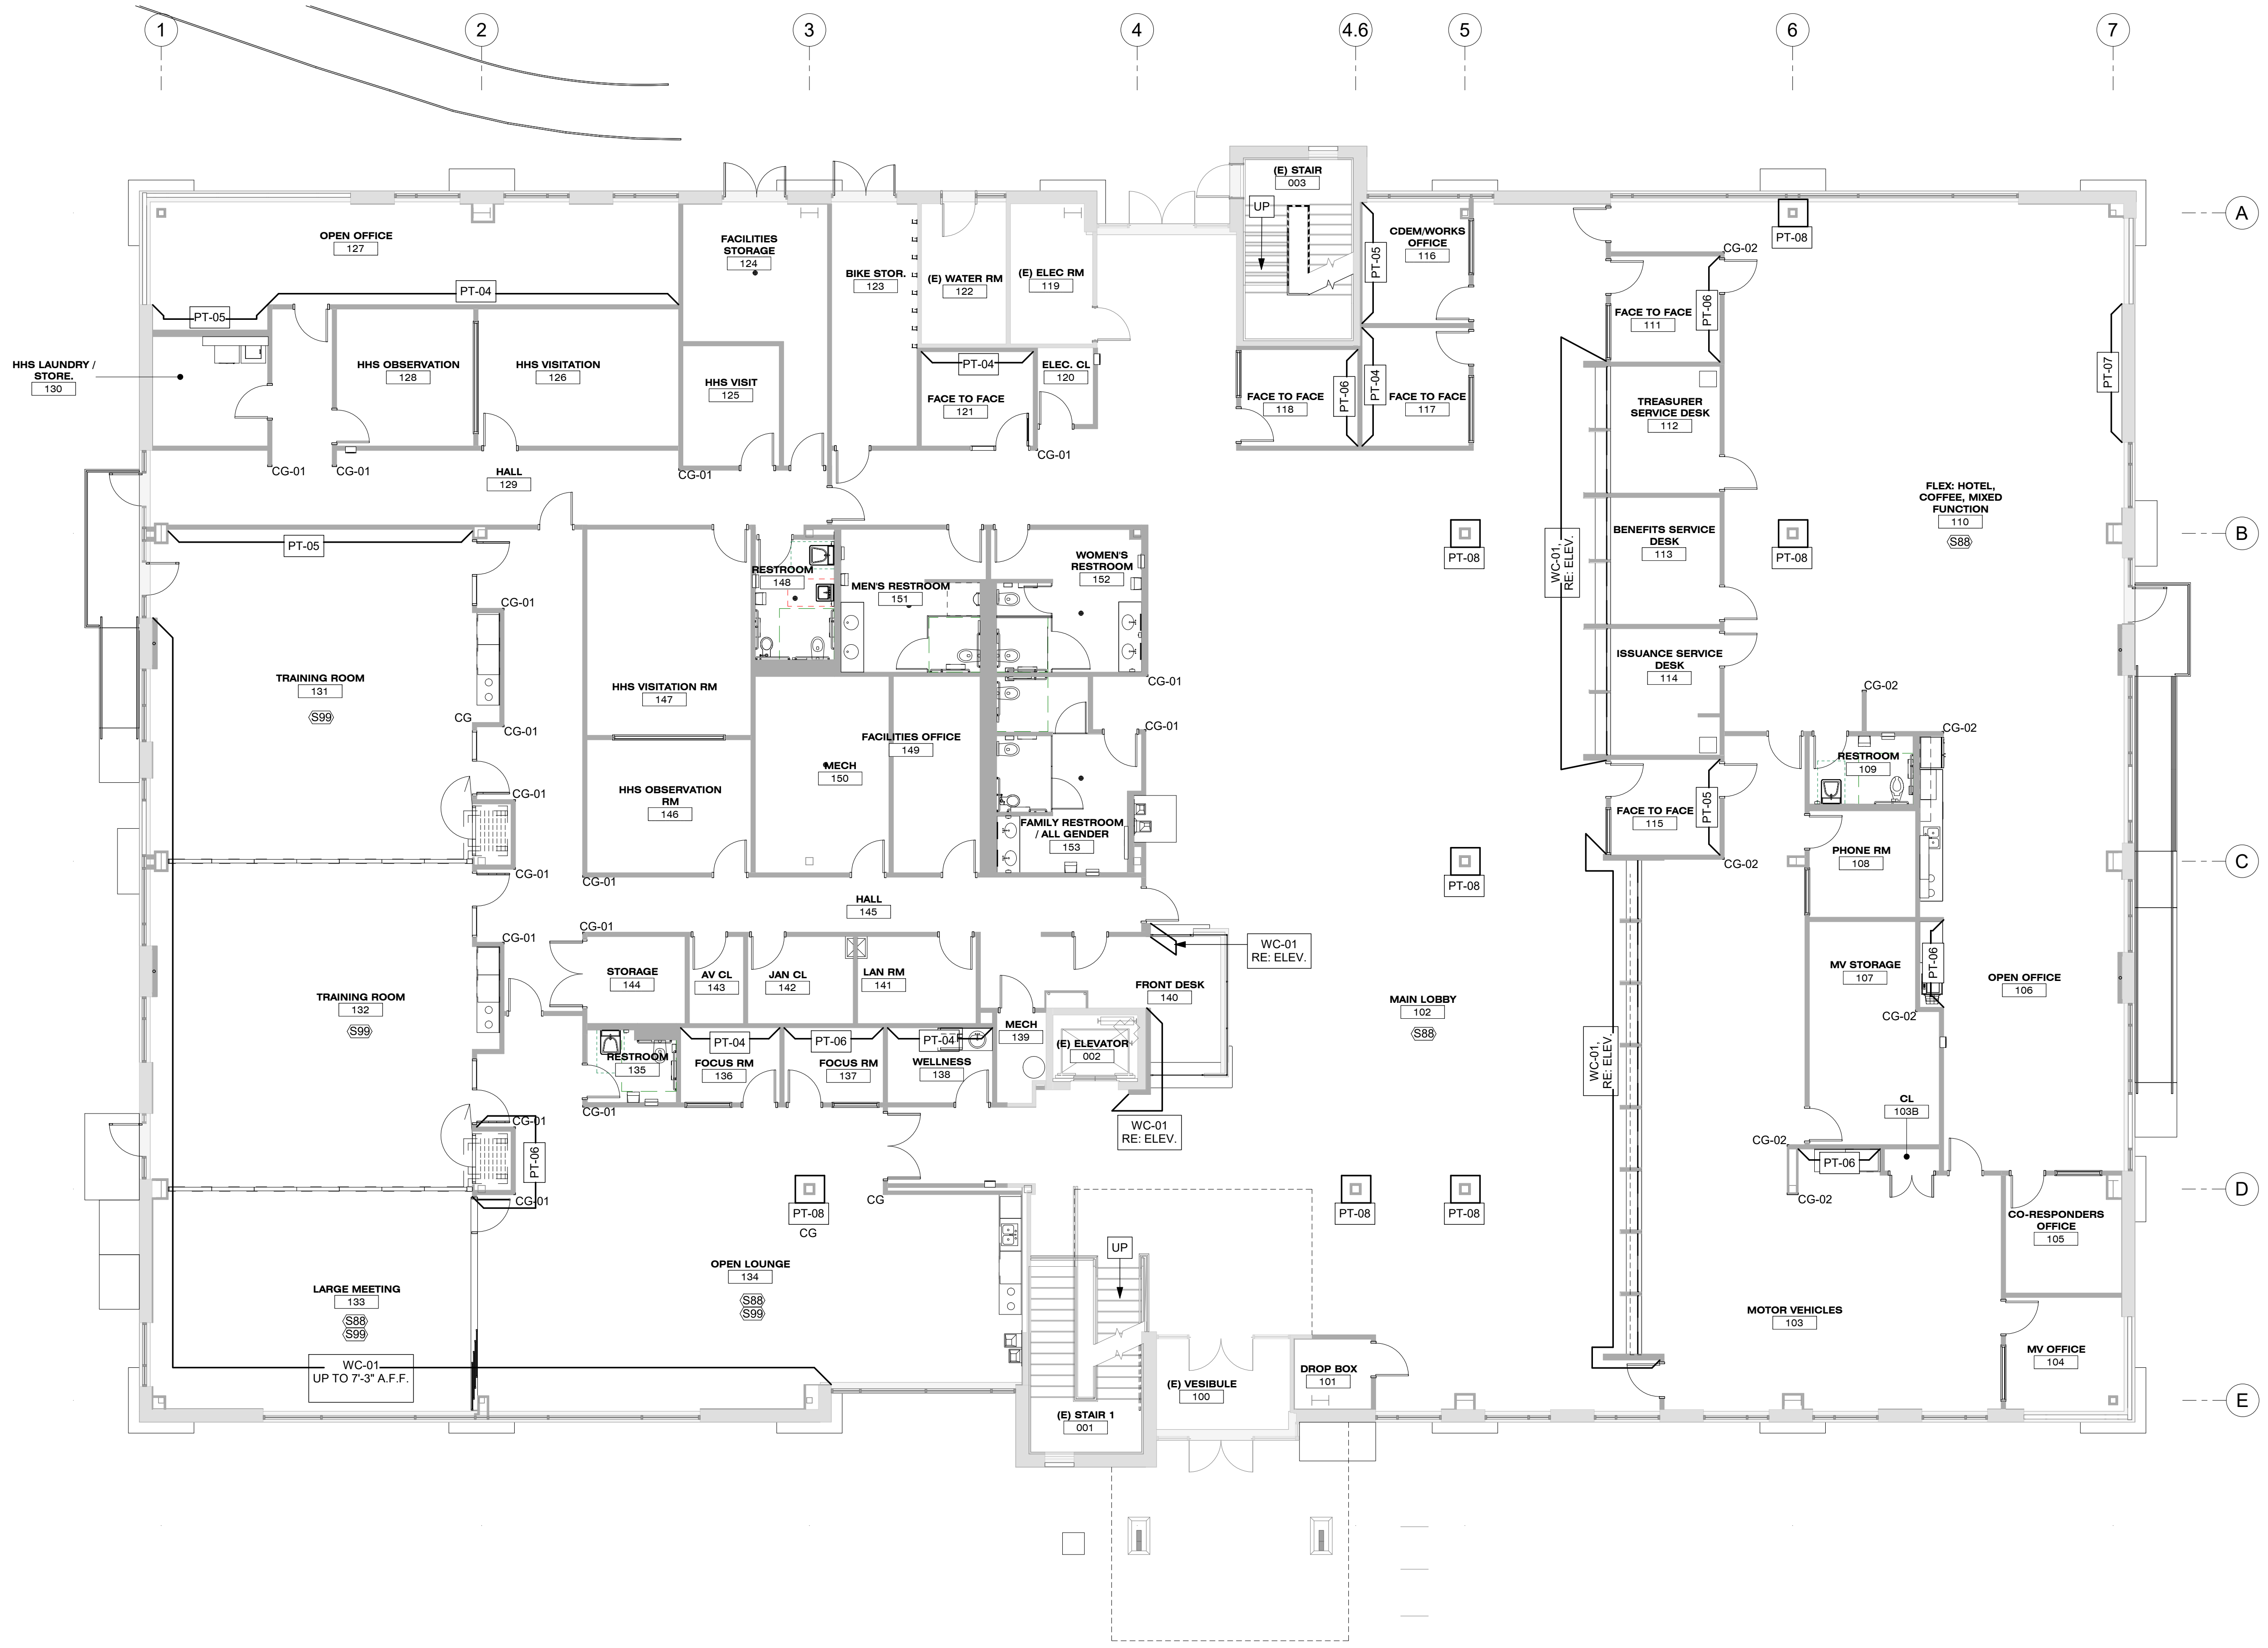 1
2
3
4
4.6
5
6
7
A
B
C
D
E
(E) STAIR
003
UP
OPEN OFFICE
127
PT-04
PT-05
FACILITIES
STORAGE
124
BIKE STOR.
123
(E) WATER RM
122
(E) ELEC RM
119
CDEM/WORKS
OFFICE
116
PT-05
PT-08
CG-02
FACE TO FACE
111
PT-06
PT-07
HHS LAUNDRY /
STORE.
130
HHS OBSERVATION
128
HHS VISITATION
126
HHS VISIT
125
PT-04
FACE TO FACE
121
ELEC. CL
120
FACE TO FACE
118
PT-06
PT-04
FACE TO FACE
117
TREASURER
SERVICE DESK
112
CG-01
CG-01
CG-01
CG-01
HALL
129
FLEX: HOTEL,
COFFEE, MIXED
FUNCTION
110
S88
PT-05
PT-08
PT-08
WC-01,
RE: ELEV.
BENEFITS SERVICE
DESK
113
RESTROOM
148
MEN'S RESTROOM
151
WOMEN'S
RESTROOM
152
CG-01
ISSUANCE SERVICE
DESK
114
TRAINING ROOM
131
S99
HHS VISITATION RM
147
CG-01
CG-02
CG
CG-01
CG-01
CG-02
FACILITIES OFFICE
149
MECH
150
RESTROOM
109
HHS OBSERVATION
RM
146
CG-01
FACE TO FACE
115
PT-05
FAMILY RESTROOM
/ ALL GENDER
153
PHONE RM
108
CG-02
CG-01
CG-01
PT-08
HALL
145
CG-01
CG-01
WC-01
RE: ELEV.
STORAGE
144
AV CL
143
JAN CL
142
LAN RM
141
FRONT DESK
140
MAIN LOBBY
102
S88
MV STORAGE
107
PT-06
OPEN OFFICE
106
TRAINING ROOM
132
S99
CG-02
MECH
139
(E) ELEVATOR
002
RESTROOM
135
PT-04
FOCUS RM
136
PT-06
FOCUS RM
137
PT-04
WELLNESS
138
WC-01,
RE: ELEV.
CG-01
CG-01
WC-01
RE: ELEV.
CL
103B
CG-02
PT-06
PT-06
CG-01
CG
CG-02
PT-08
CG
PT-08
PT-08
CO-RESPONDERS
OFFICE
105
UP
OPEN LOUNGE
134
S88
S99
LARGE MEETING
133
S88
S99
MOTOR VEHICLES
103
MV OFFICE
104
WC-01
UP TO 7'-3" A.F.F.
DROP BOX
101
(E) VESIBULE
100
(E) STAIR 1
001